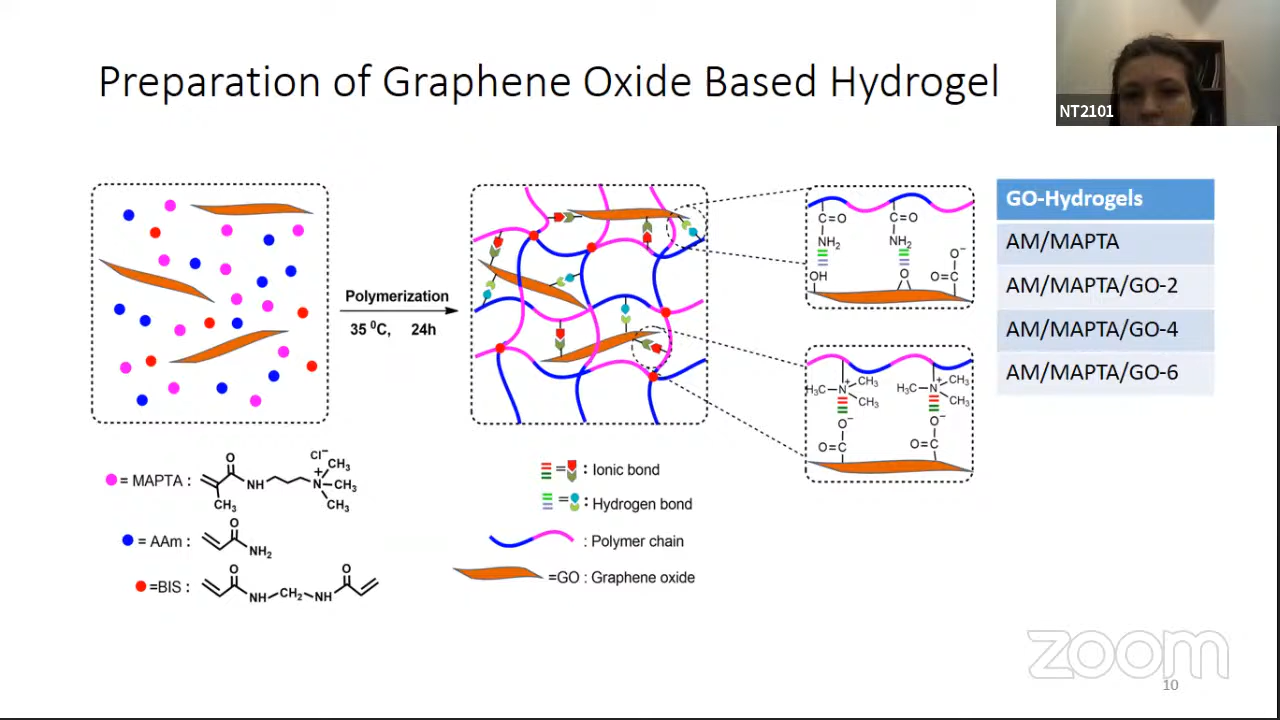 Preparation of Graphene Oxide Based Hydrogel
NT2101
Polymerization
35 ⁰C, 24h
C=O
NH₂
C=O
NH₂
OH
O
O=C
O⁻
H₃C
N⁺
CH₃
CH₃
H₃C
N⁺
CH₃
CH₃
O⁻
O=C
O⁻
O=C
GO-Hydrogels
AM/MAPTA
AM/MAPTA/GO-2
AM/MAPTA/GO-4
AM/MAPTA/GO-6
= MAPTA :
O
NH
CH₃
Cl⁻
N⁺
CH₃
CH₃
CH₃
= AAm :
O
NH₂
=BIS :
O
NH
CH₂
NH
O
= : Ionic bond
= : Hydrogen bond
: Polymer chain
=GO : Graphene oxide
zoom
10